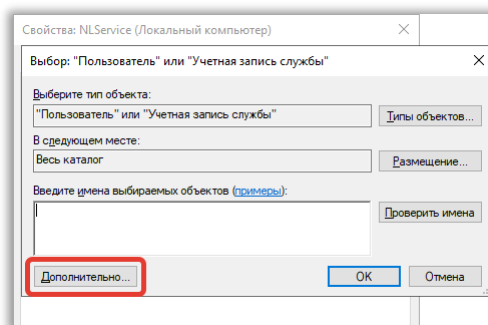 Свойства: NLService (Локальный компьютер)
Выбор: "Пользователь" или "Учетная запись службы"
Выберите тип объекта:
"Пользователь" или "Учетная запись службы"
Типы объектов...
В следующем месте:
Весь каталог
Размещение...
Введите имена выбираемых объектов (примеры):
Проверить имена
Дополнительно...
ОК
Отмена